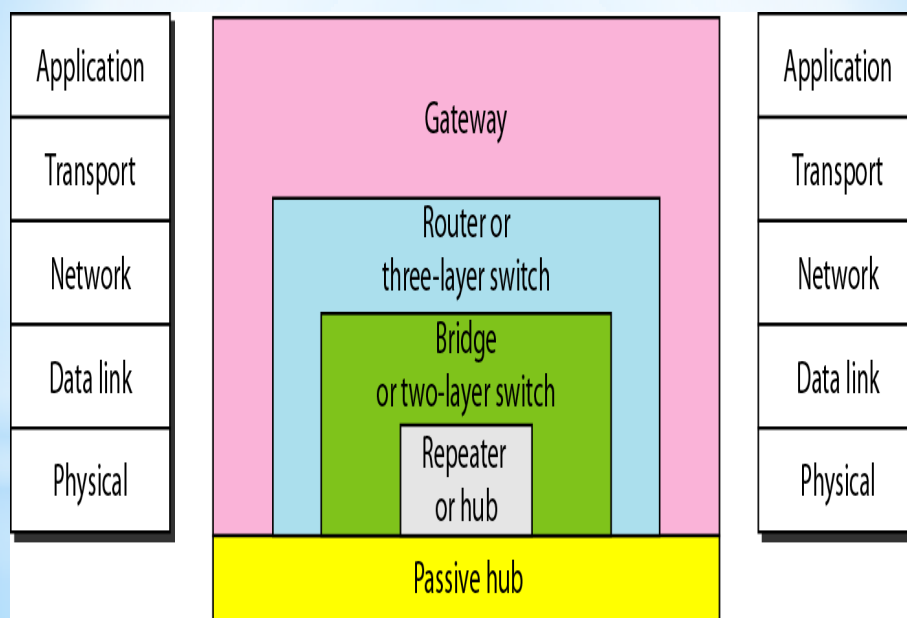 Application
Transport
Network
Data link
Physical
Gateway
Router or
three-layer switch
Bridge
or two-layer switch
Repeater
or hub
Passive hub
Application
Transport
Network
Data link
Physical